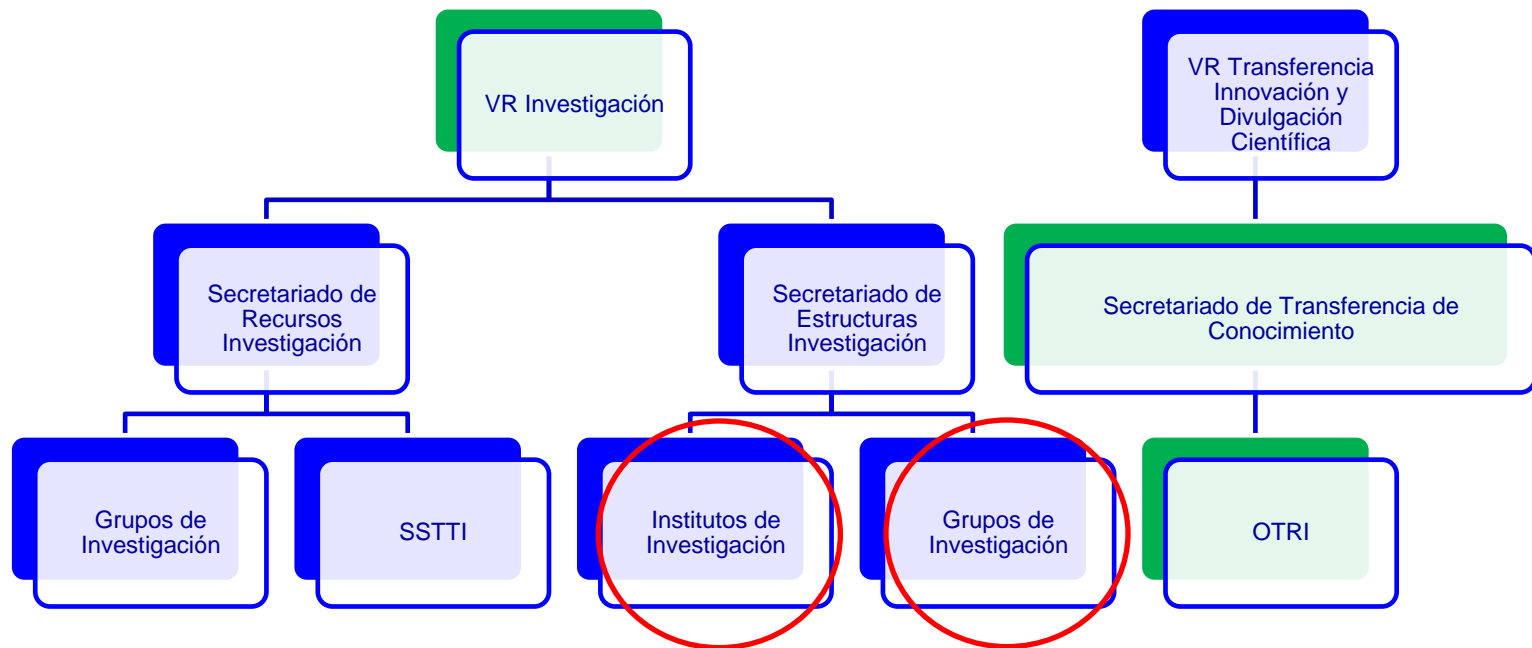 VR Investigación
VR Transferencia
Innovación y
Divulgación
Científica
Secretariado de
Recursos
Investigación
Secretariado de
Estructuras
Investigación
Secretariado de Transferencia de
Conocimiento
Grupos de
Investigación
SSTTI
Institutos de
Investigación
Grupos de
Investigación
OTRI